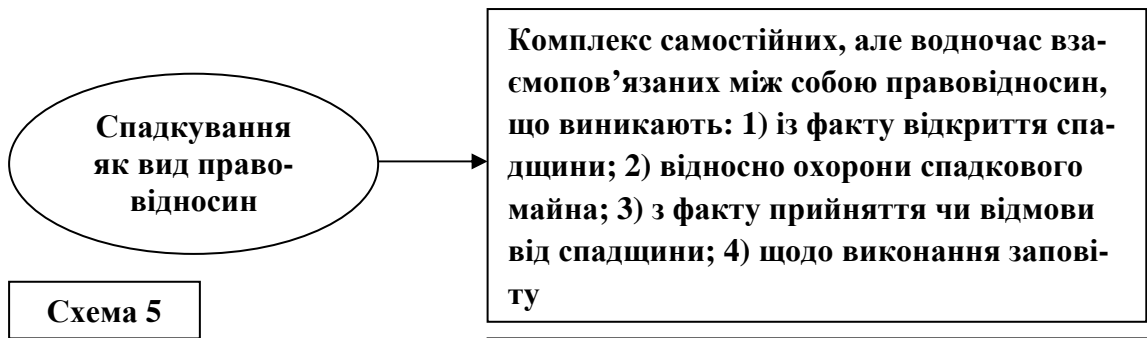 Спадкування
як вид право-
відносин
Комплекс самостійних, але водночас вза-
ємопов’язаних між собою правовідносин,
що виникають: 1) із факту відкриття спа-
дщини; 2) відносно охорони спадкового
майна; 3) з факту прийняття чи відмови
від спадщини; 4) щодо виконання запові-
ту
Схема 5